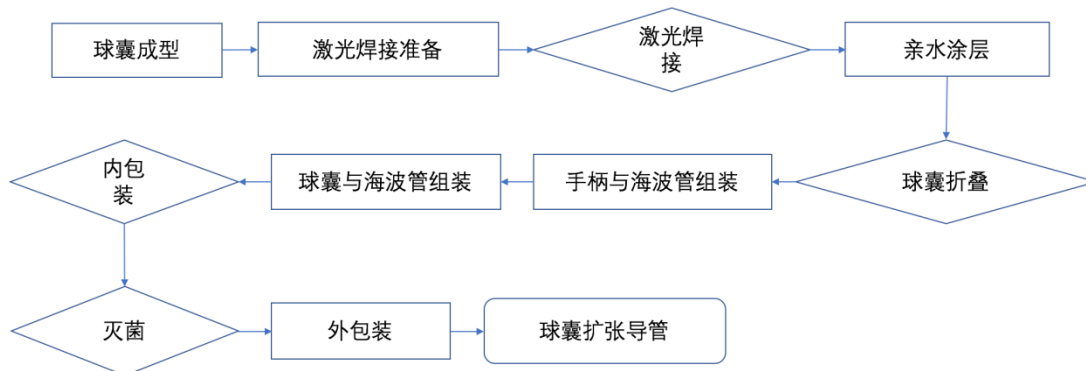 球囊成型
激光焊接准备
激光焊
接
亲水涂层
球囊折叠
手柄与海波管组装
球囊与海波管组装
内包
装
灭菌
外包装
球囊扩张导管